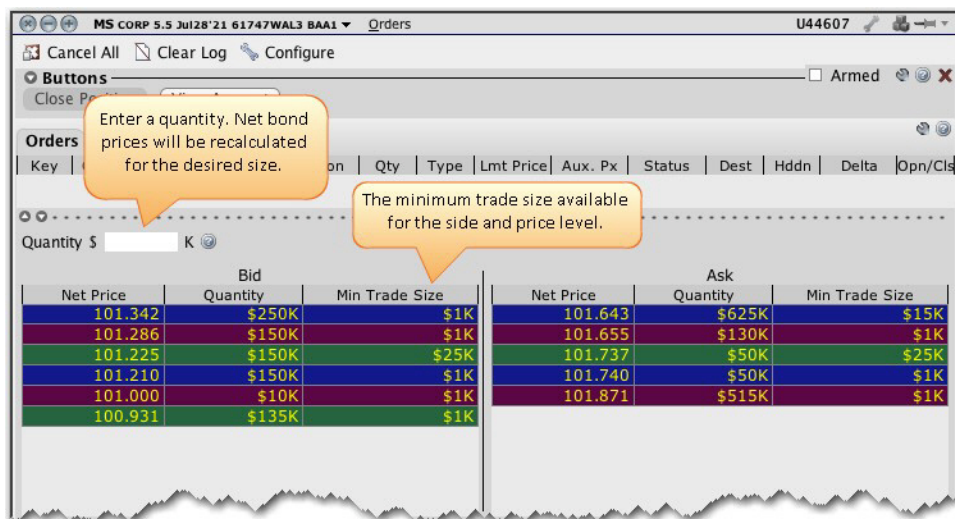 MS CORP 5.5 Jul28'21 61747WAL3 BAA1 Orders U44607
Cancel All Clear Log Configure
Buttons Armed
Close
Enter a quantity. Net bond
prices will be recalculated
for the desired size.
Orders
Key Qty Type Lmt Price Aux. Px Status Dest Hddn Delta Opn/Cls
The minimum trade size available
for the side and price level.
Quantity $ K
Bid Ask
Net Price Quantity Min Trade Size Net Price Quantity Min Trade Size
101.342 $250K $1K 101.643 $625K $15K
101.286 $150K $1K 101.655 $130K $1K
101.225 $150K $25K 101.737 $50K $25K
101.210 $150K $1K 101.740 $50K $1K
101.000 $10K $1K 101.871 $515K $1K
100.931 $135K $1K